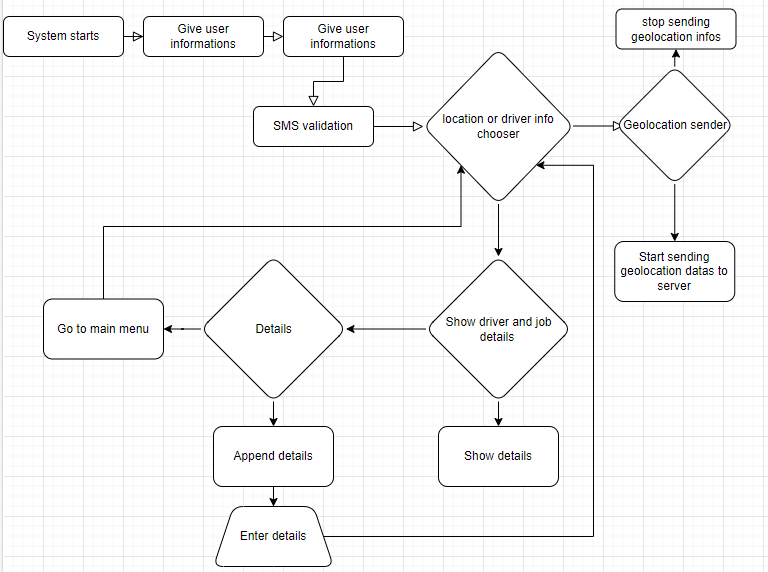 System starts
Give user
informations
Give user
informations
stop sending
geolocation infos
SMS validation
location or driver info
chooser
Geolocation sender
Start sending
geolocation datas to
server
Go to main menu
Details
Show driver and job
details
Append details
Show details
Enter details